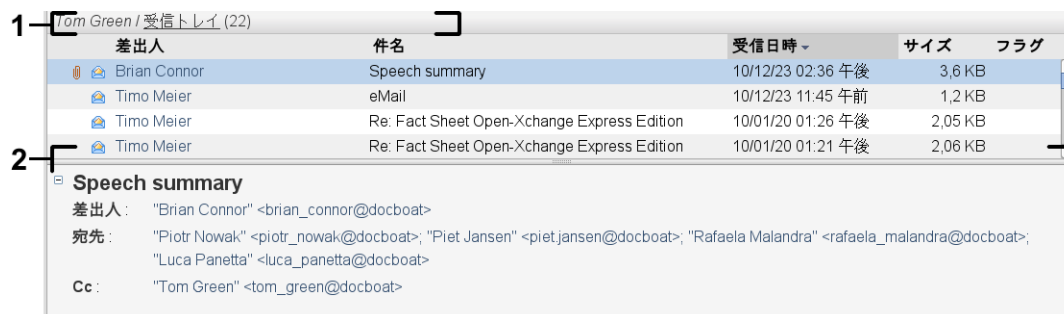 1
Tom Green / 受信トレイ (22)
差出人 件名 受信日時 サイズ フラグ
Brian Connor Speech summary 10/12/23 02:36 午後 3,6 KB
Timo Meier eMail 10/12/23 11:45 午前 1,2 KB
Timo Meier Re: Fact Sheet Open-Xchange Express Edition 10/01/20 01:26 午後 2,05 KB
Timo Meier Re: Fact Sheet Open-Xchange Express Edition 10/01/20 01:21 午後 2,06 KB
2
Speech summary
差出人 : "Brian Connor" <brian_connor@docboat>
宛先 : "Piotr Nowak" <piotr_nowak@docboat>; "Piet Jansen" <piet.jansen@docboat>; "Rafaela Malandra" <rafaela_malandra@docboat>;
"Luca Panetta" <luca_panetta@docboat>
Cc : "Tom Green" <tom_green@docboat>